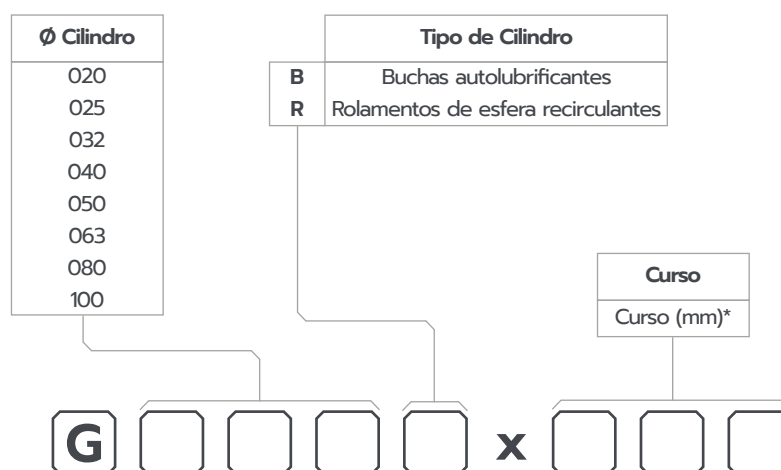 Ø Cilindro
020
025
032
040
050
063
080
100
Tipo de Cilindro
B Buchas autolubrificantes
R Rolamentos de esfera recirculantes
Curso
Curso (mm)*
G x